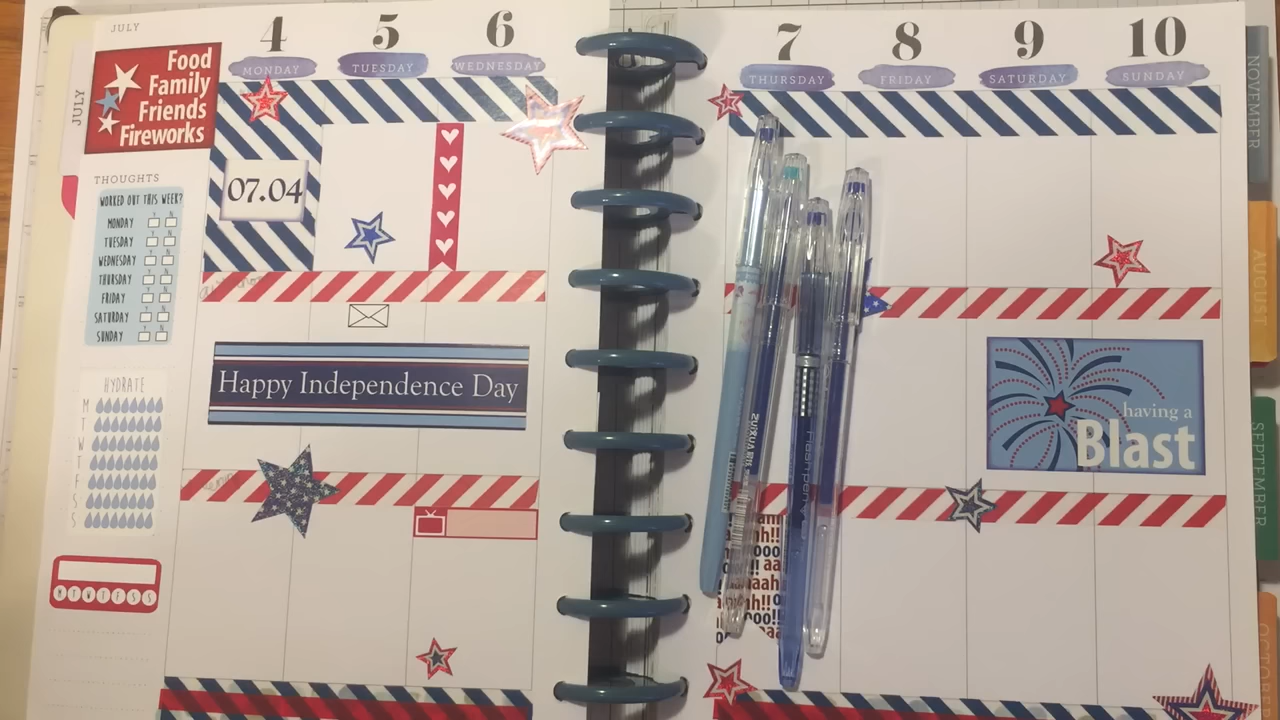 JULY
4
5
6
7
8
9
10
MONDAY
TUESDAY
WEDNESDAY
THURSDAY
FRIDAY
SATURDAY
SUNDAY
JULY
Food
Family
Friends
Fireworks
THOUGHTS
WORKED OUT THIS WEEK?
Y N
MONDAY
Y N
TUESDAY
Y N
WEDNESDAY
Y N
THURSDAY
Y N
FRIDAY
Y N
SATURDAY
Y N
SUNDAY
HYDRATE
M
T
W
T
F
S
S
M T W T F S S
07.04
Happy Independence Day
having a
Blast
NOVEMBER
AUGUST
SEPTEMBER
OCTOBER